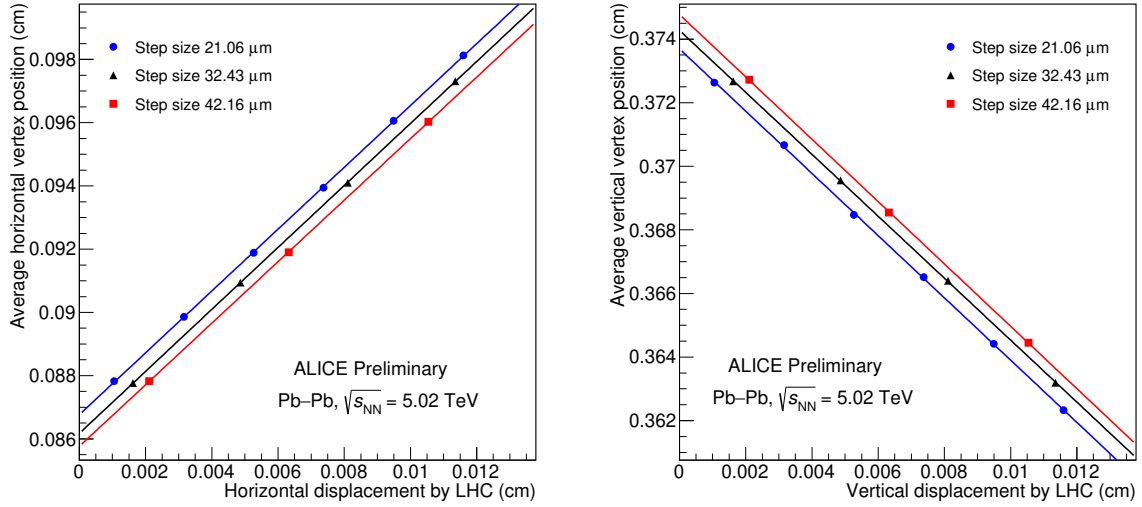 Average horizontal vertex position (cm)
0.098
0.096
0.094
0.092
0.09
0.088
0.086
Step size 21.06 μm
Step size 32.43 μm
Step size 42.16 μm
ALICE Preliminary
Pb–Pb, √sNN = 5.02 TeV
0 0.002 0.004 0.006 0.008 0.01 0.012
Horizontal displacement by LHC (cm)
Average vertical vertex position (cm)
0.374
0.372
0.37
0.368
0.366
0.364
0.362
Step size 21.06 μm
Step size 32.43 μm
Step size 42.16 μm
ALICE Preliminary
Pb–Pb, √sNN = 5.02 TeV
0 0.002 0.004 0.006 0.008 0.01 0.012
Vertical displacement by LHC (cm)